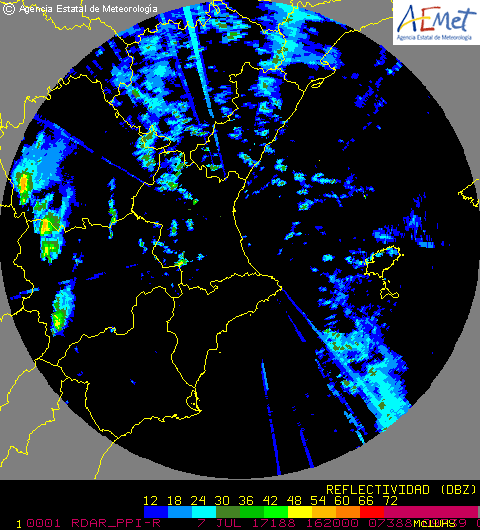 © Agencia Estatal de Meteorología
AEMet
Agencia Estatal de Meteorología
REFLECTIVIDAD (DBZ)
12 18 24 30 36 42 48 54 60 66 72
1 0001 RDAR_PPI-R 7 JUL 17188 162000 07388